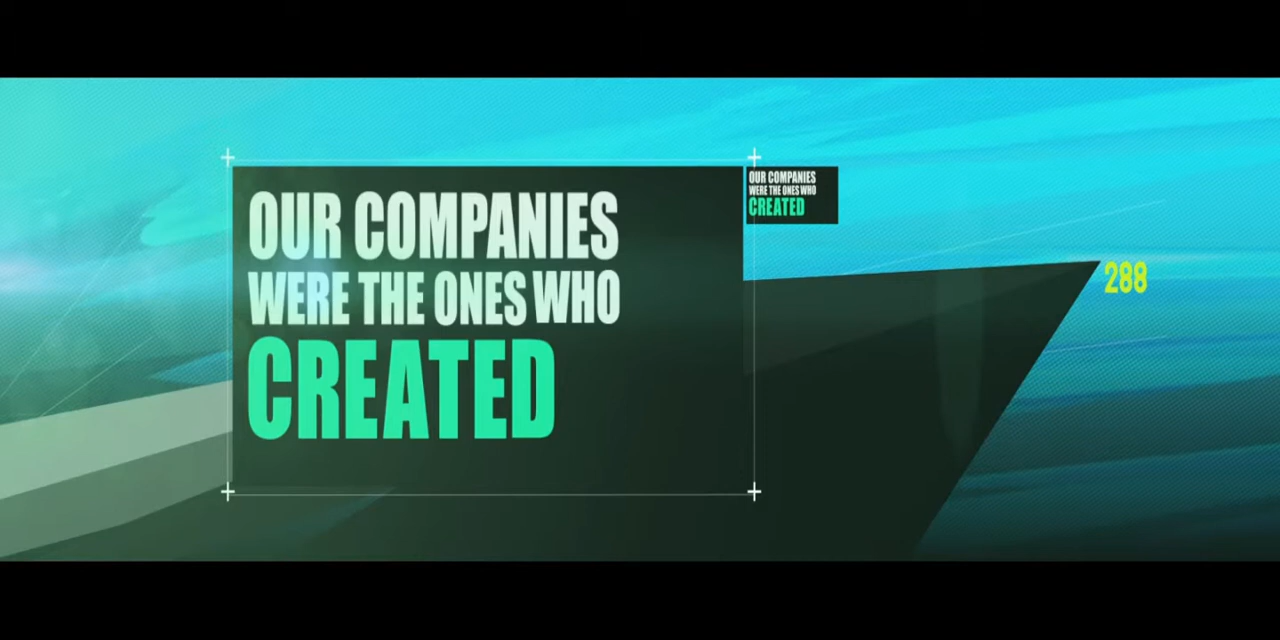 OUR COMPANIES
WERE THE ONES WHO
CREATED
OUR COMPANIES
WERE THE ONES WHO
CREATED
288